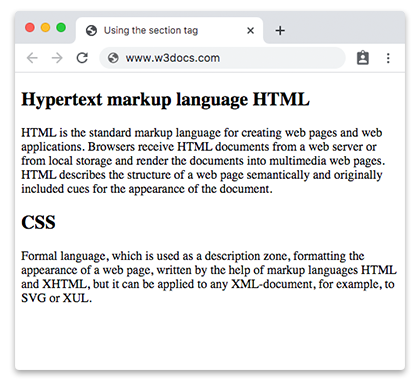 Using the section tag
www.w3docs.com
Hypertext markup language HTML
HTML is the standard markup language for creating web pages and web
applications. Browsers receive HTML documents from a web server or
from local storage and render the documents into multimedia web pages.
HTML describes the structure of a web page semantically and originally
included cues for the appearance of the document.
CSS
Formal language, which is used as a description zone, formatting the
appearance of a web page, written by the help of markup languages HTML
and XHTML, but it can be applied to any XML-document, for example, to
SVG or XUL.